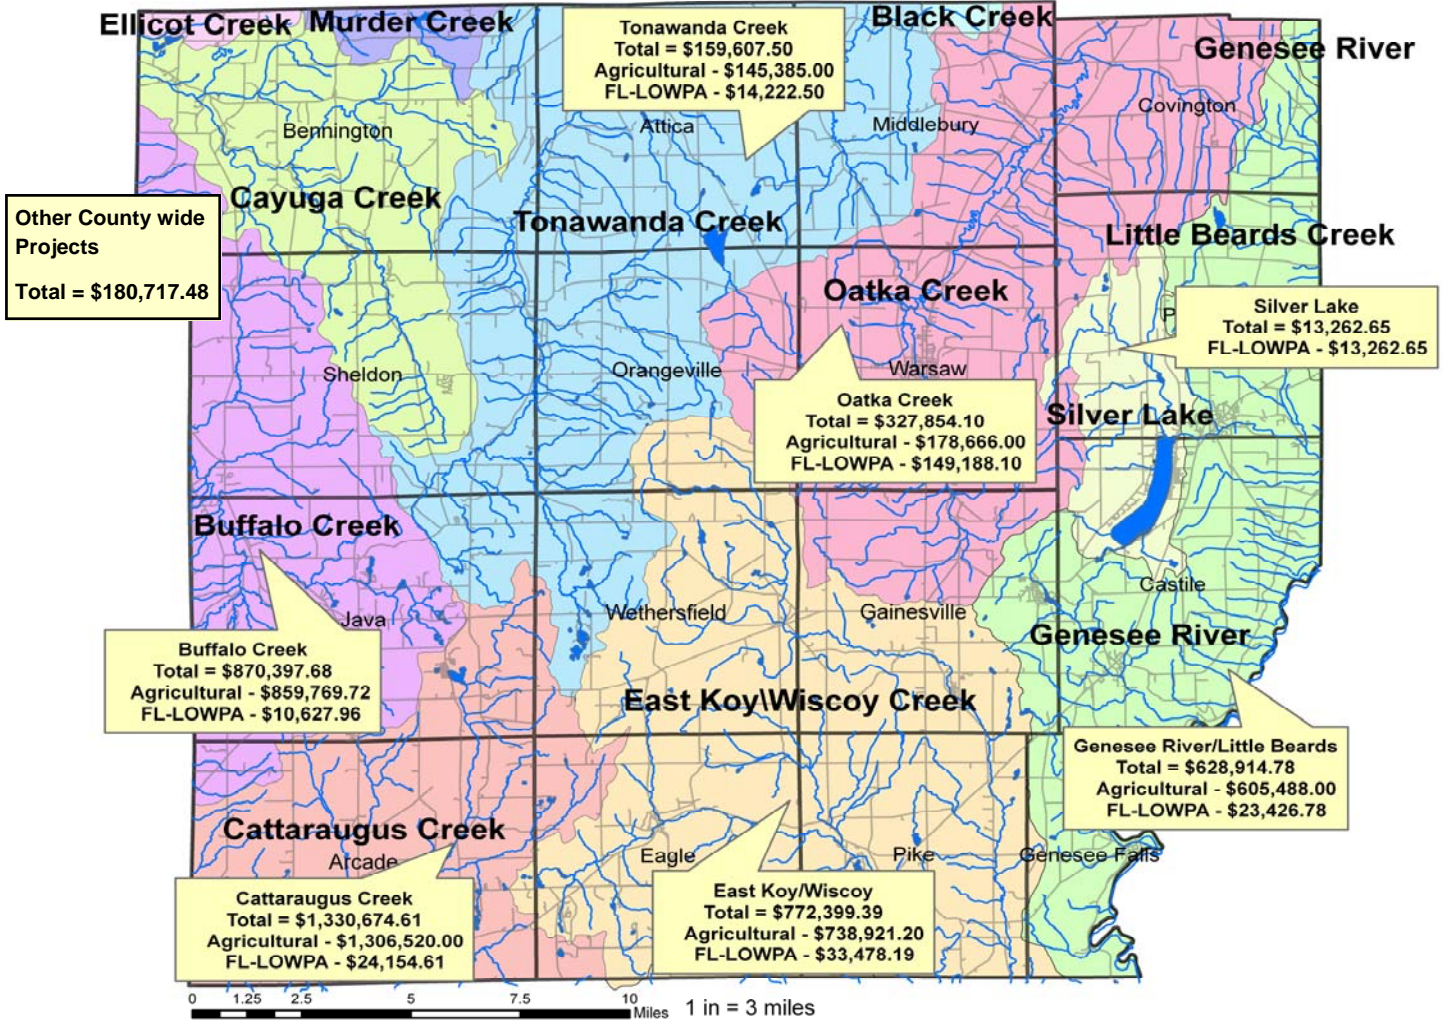 Ellicot Creek
Murder Creek
Black Creek
Genesee River
Tonawanda Creek
Total = $159,607.50
Agricultural - $145,385.00
FL-LOWPA - $14,222.50
Bennington
Attica
Middlebury
Covington
Cayuga Creek
Tonawanda Creek
Little Beards Creek
Other County wide
Projects
Total = $180,717.48
Oatka Creek
Silver Lake
Total = $13,262.65
FL-LOWPA - $13,262.65
P
Sheldon
Orangeville
Warsaw
Oatka Creek
Total = $327,854.10
Agricultural - $178,666.00
FL-LOWPA - $149,188.10
Silver Lake
Buffalo Creek
Castile
Java
Wethersfield
Gainesville
Genesee River
Buffalo Creek
Total = $870,397.68
Agricultural - $859,769.72
FL-LOWPA - $10,627.96
East Koy\Wiscoy Creek
Genesee River/Little Beards
Total = $628,914.78
Agricultural - $605,488.00
FL-LOWPA - $23,426.78
Cattaraugus Creek
Arcade
Eagle
Pike
Genesee Falls
Cattaraugus Creek
Total = $1,330,674.61
Agricultural - $1,306,520.00
FL-LOWPA - $24,154.61
East Koy/Wiscoy
Total = $772,399.39
Agricultural - $738,921.20
FL-LOWPA - $33,478.19
0 1.25 2.5 5 7.5 10
Miles
1 in = 3 miles